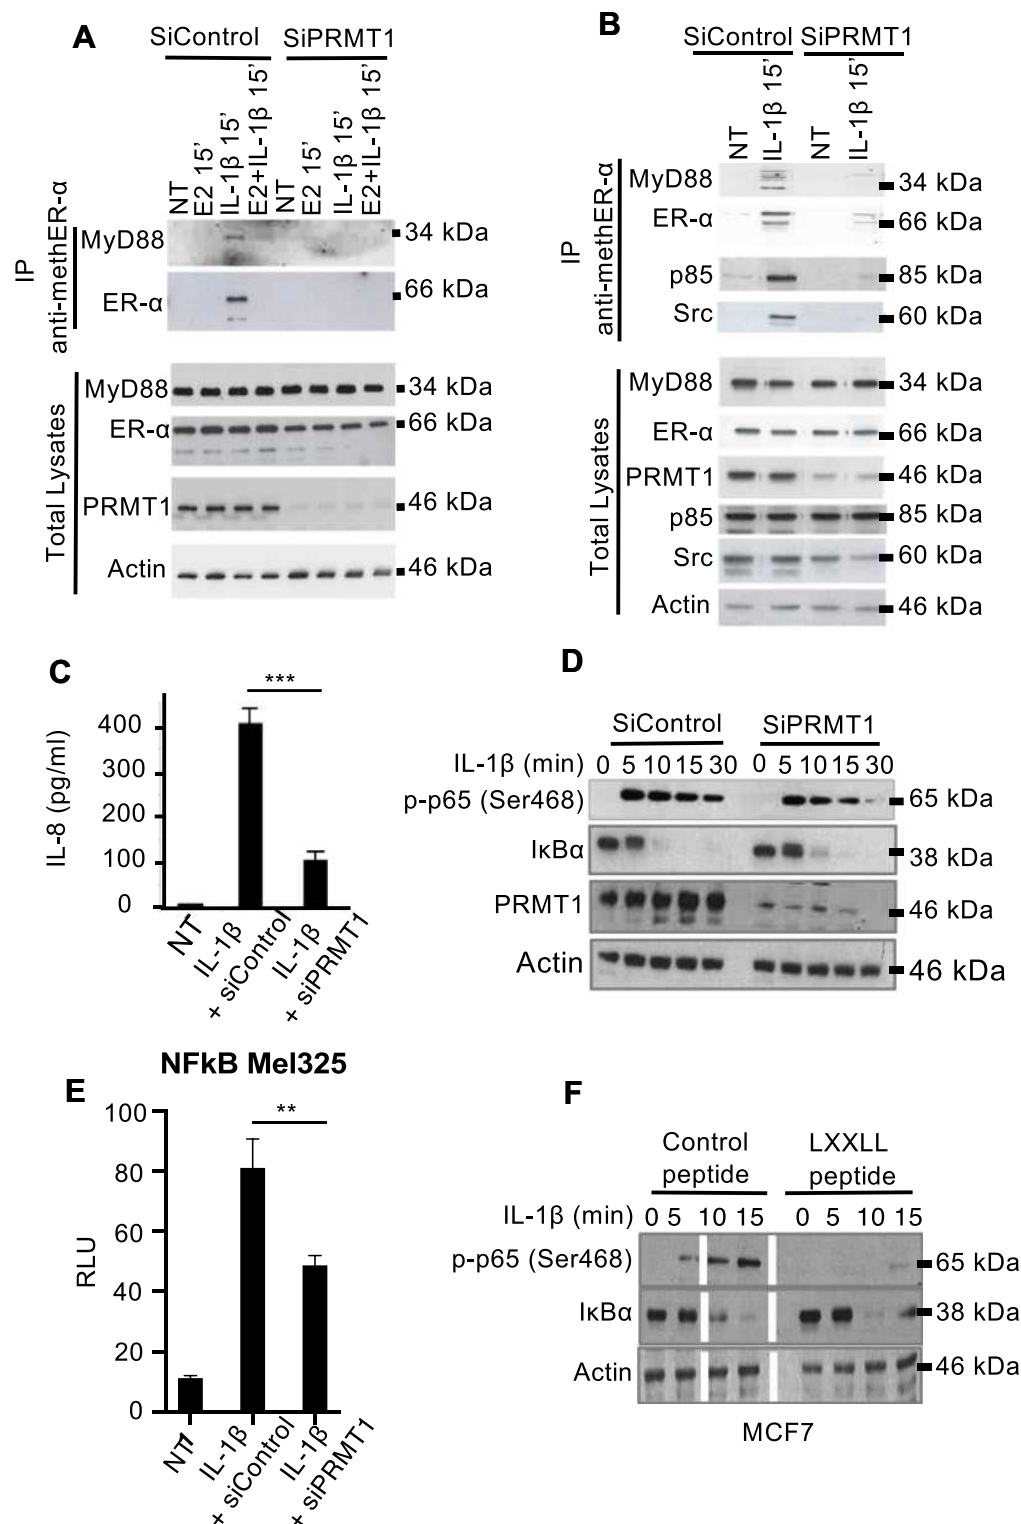 A
SiControl SiPRMT1
NT
E2 15'
IL-1β 15'
E2+IL-1β 15'
NT
E2 15'
IL-1β 15'
E2+IL-1β 15'
IP
anti-methER-α
MyD88 34 kDa
ER-α 66 kDa
Total Lysates
MyD88 34 kDa
ER-α 66 kDa
PRMT1 46 kDa
Actin 46 kDa
B
SiControl SiPRMT1
NT
IL-1β 15'
NT
IL-1β 15'
IP
anti-methER-α
MyD88 34 kDa
ER-α 66 kDa
p85 85 kDa
Src 60 kDa
Total Lysates
MyD88 34 kDa
ER-α 66 kDa
PRMT1 46 kDa
p85 85 kDa
Src 60 kDa
Actin 46 kDa
C
***
IL-8 (pg/ml)
400
300
200
100
0
NT
IL-1β
+ siControl
IL-1β
+ siPRMT1
D
SiControl SiPRMT1
IL-1β (min) 0 5 10 15 30 0 5 10 15 30
p-p65 (Ser468) 65 kDa
IκBα 38 kDa
PRMT1 46 kDa
Actin 46 kDa
E
NFkB Mel325
**
RLU
100
80
60
40
20
0
NT
IL-1β
+ siControl
IL-1β
+ siPRMT1
F
Control LXXLL
peptide peptide
IL-1β (min) 0 5 10 15 0 5 10 15
p-p65 (Ser468) 65 kDa
IκBα 38 kDa
Actin 46 kDa
MCF7